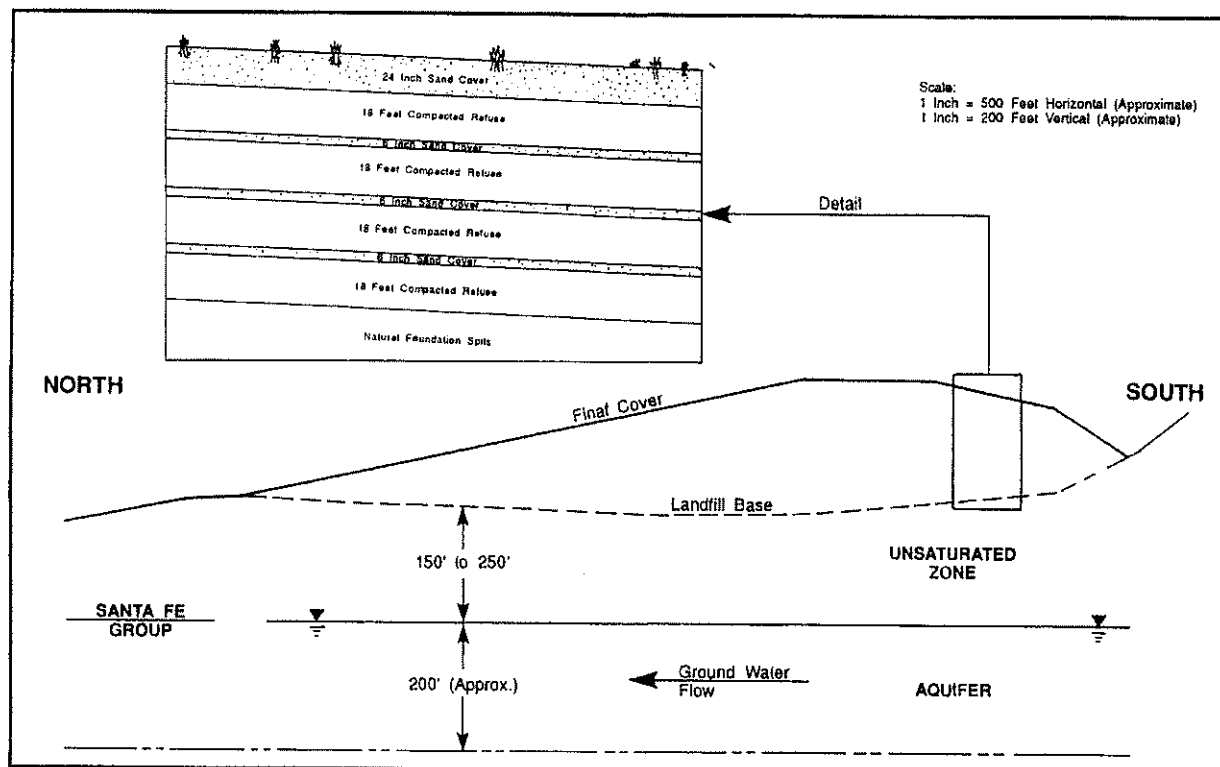 24 Inch Sand Cover
18 Feet Compacted Refuse
6 Inch Sand Cover
18 Feet Compacted Refuse
6 Inch Sand Cover
18 Feet Compacted Refuse
6 Inch Sand Cover
18 Feet Compacted Refuse
Natural Foundation Spils
Scale:
1 Inch = 500 Feet Horizontal (Approximate)
1 Inch = 200 Feet Vertical (Approximate)
Detail
NORTH
SOUTH
Final Cover
Landfill Base
150' to 250'
UNSATURATED
ZONE
SANTA FE
GROUP
200' (Approx.)
Ground Water
Flow
AQUIFER